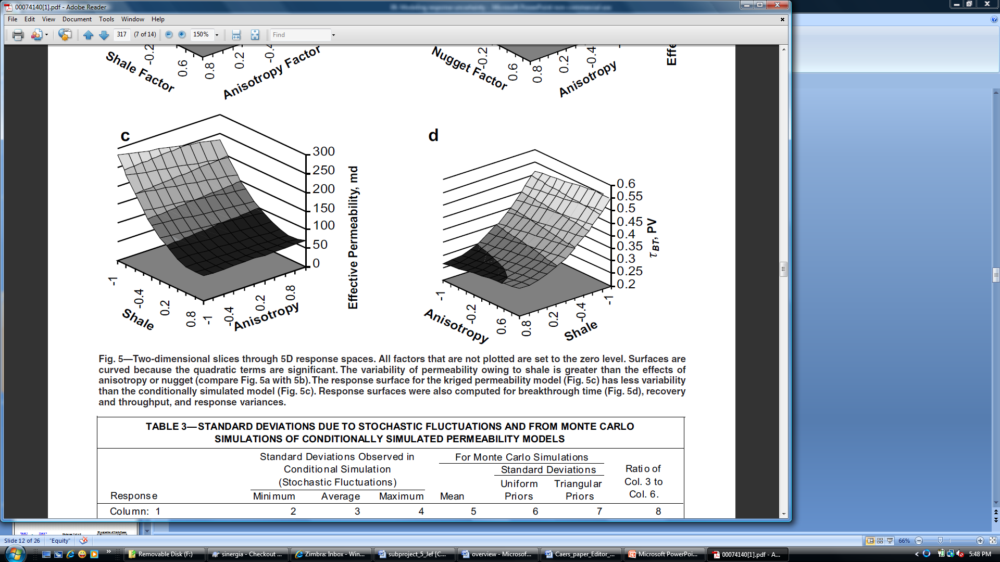 00074140[1].pdf - Adobe Reader
File Edit View Document Tools Window Help
317 (7 of 14) 150% Find
Shale Factor
-0.2
0.6
0.8
0.2
Anisotropy Factor
Nugget Factor
-0.2
0.6
0.8
0.2
-0.4
Anisotropy
c
300
250
200
150
100
50
0
Effective Permeability, md
-1
-0.4
0.2
0.8
Shale
-1
-0.4
0.2
0.8
Anisotropy
d
0.6
0.55
0.5
0.45
0.4
0.35
0.3
0.25
0.2
τBT, PV
-1
-0.2
0.6
Anisotropy
0.8
0.2
-0.4
-1
Shale
Fig. 5—Two-dimensional slices through 5D response spaces. All factors that are not plotted are set to the zero level. Surfaces are
curved because the quadratic terms are significant. The variability of permeability owing to shale is greater than the effects of
anisotropy or nugget (compare Fig. 5a with 5b). The response surface for the kriged permeability model (Fig. 5c) has less variability
than the conditionally simulated model (Fig. 5c). Response surfaces were also computed for breakthrough time (Fig. 5d), recovery
and throughput, and response variances.
TABLE 3—STANDARD DEVIATIONS DUE TO STOCHASTIC FLUCTUATIONS AND FROM MONTE CARLO
SIMULATIONS OF CONDITIONALLY SIMULATED PERMEABILITY MODELS
Standard Deviations Observed in
Conditional Simulation
(Stochastic Fluctuations)
For Monte Carlo Simulations
Standard Deviations
Ratio of
Col. 3 to
Col. 6.
Uniform Triangular
Response Minimum Average Maximum Mean Priors Priors
Column: 1 2 3 4 5 6 7 8
Slide 12 of 26 "Equity" 66%
Removable Disk (F:) sinergia - Checkout ... Zimbra: Inbox - Win... subproject_5_Jef [C... overview - Microsof... Caers_paper_Editor_... Microsoft PowerPoi... 00074140[1].pdf - A... 5:48 PM